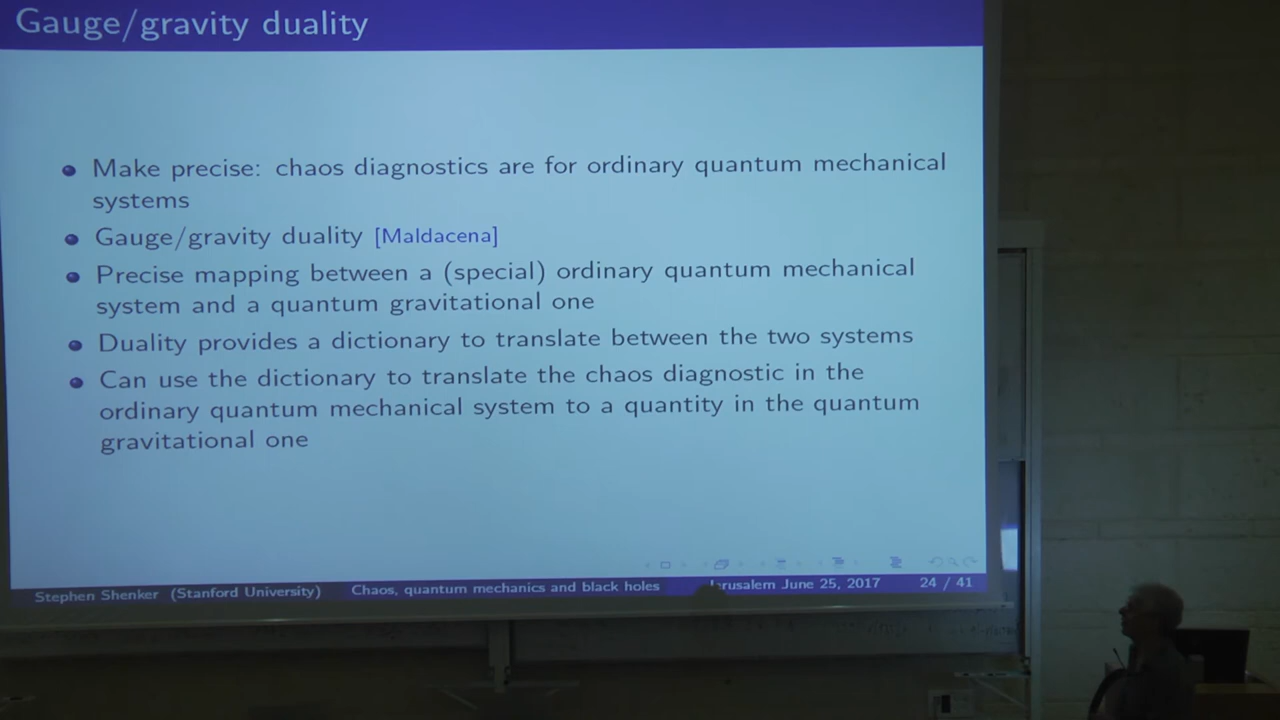 Gauge/gravity duality
Make precise: chaos diagnostics are for ordinary quantum mechanical
systems
Gauge/gravity duality [Maldacena]
Precise mapping between a (special) ordinary quantum mechanical
system and a quantum gravitational one
Duality provides a dictionary to translate between the two systems
Can use the dictionary to translate the chaos diagnostic in the
ordinary quantum mechanical system to a quantity in the quantum
gravitational one
Stephen Shenker (Stanford University) Chaos, quantum mechanics and black holes Jerusalem June 25, 2017 24 / 41